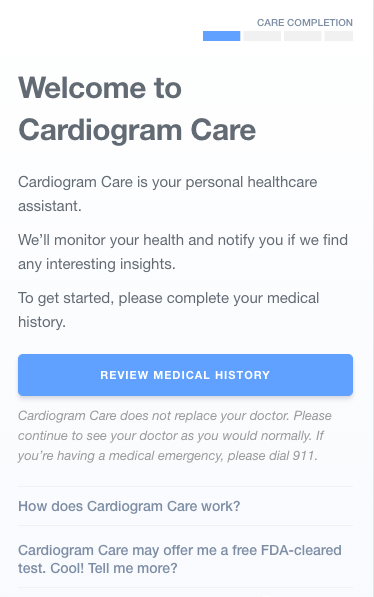 CARE COMPLETION
Welcome to
Cardiogram Care
Cardiogram Care is your personal healthcare
assistant.
We’ll monitor your health and notify you if we find
any interesting insights.
To get started, please complete your medical
history.
REVIEW MEDICAL HISTORY
Cardiogram Care does not replace your doctor. Please
continue to see your doctor as you would normally. If
you’re having a medical emergency, please dial 911.
How does Cardiogram Care work?
Cardiogram Care may offer me a free FDA-cleared
test. Cool! Tell me more?